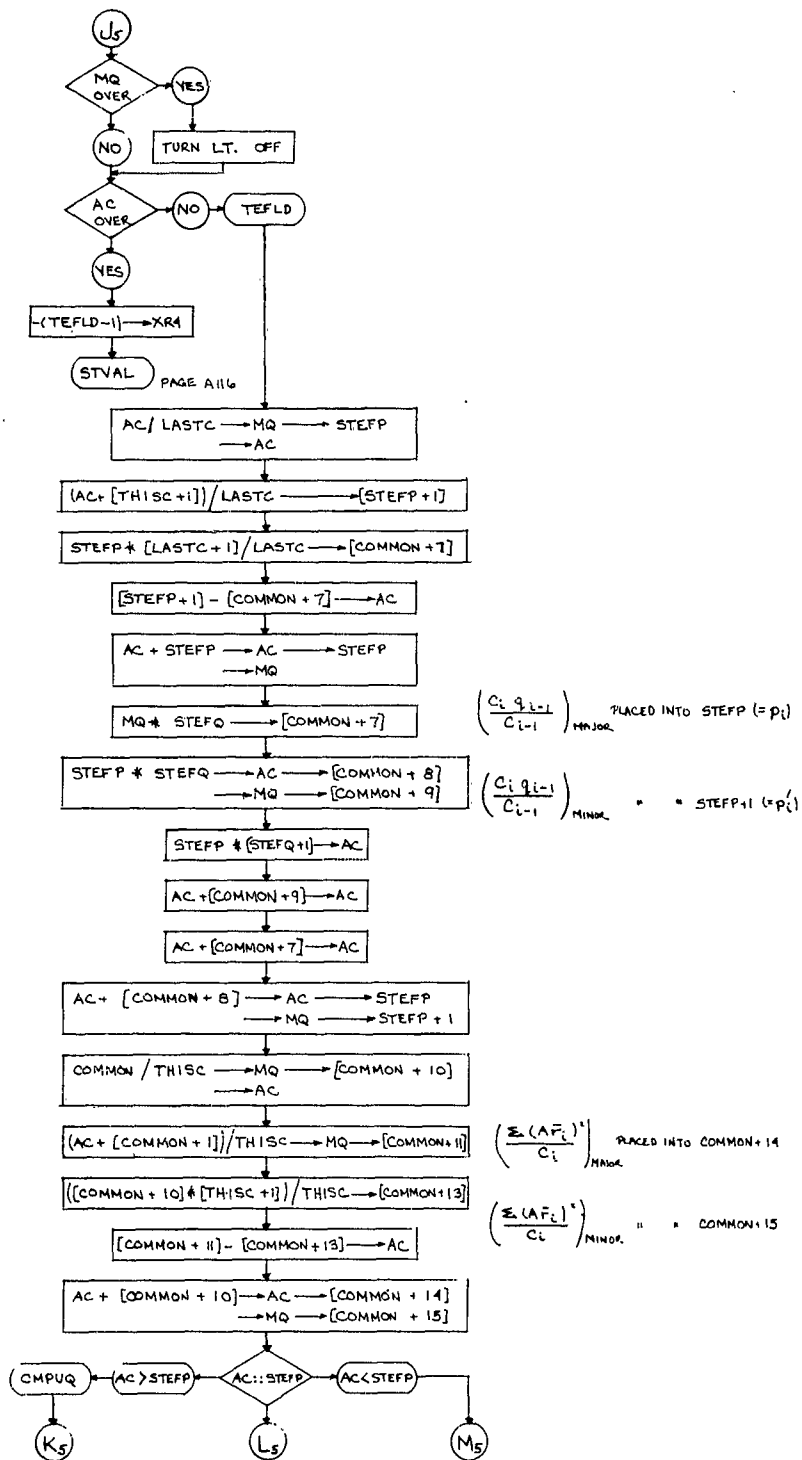 J5
MQ
OVER
YES
NO
TURN LT. OFF
AC
OVER
NO
TEFLD
YES
-(TEFLD-1)→XR4
STVAL
PAGE A116
AC/ LASTC → MQ → STEFP
→ AC
(AC+ [THISC+1])/LASTC → [STEFP+1]
STEFP * [LASTC+1]/LASTC → [COMMON+7]
[STEFP+1] - [COMMON+7] → AC
AC + STEFP → AC → STEFP
→ MQ
MQ * STEFQ → [COMMON+7]
(Ci qi-1 / Ci-1) MAJOR PLACED INTO STEFP (=pi)
STEFP * STEFQ → AC → [COMMON + 8]
→ MQ → [COMMON + 9]
(Ci qi-1 / Ci-1) MINOR " " STEFP+1 (=p'i)
STEFP *[STEFQ+1] → AC
AC +[COMMON+9] → AC
AC +[COMMON+7] → AC
AC + [COMMON + 8] → AC → STEFP
→ MQ → STEFP + 1
COMMON / THISC → MQ → [COMMON + 10]
→ AC
(AC + [COMMON + 1])/THISC → MQ → [COMMON+11]
(Σ (AFi)² / Ci) MAJOR PLACED INTO COMMON+14
([COMMON + 10]*[THISC +1])/THISC → [COMMON+13]
(Σ (AFi)² / Ci) MINOR " " COMMON+15
[COMMON + 11] - [COMMON +13] → AC
AC + [COMMON + 10] → AC → [COMMON + 14]
→ MQ → [COMMON + 15]
CMPUQ
AC>STEFP
AC::STEFP
AC<STEFP
K5
L5
M5